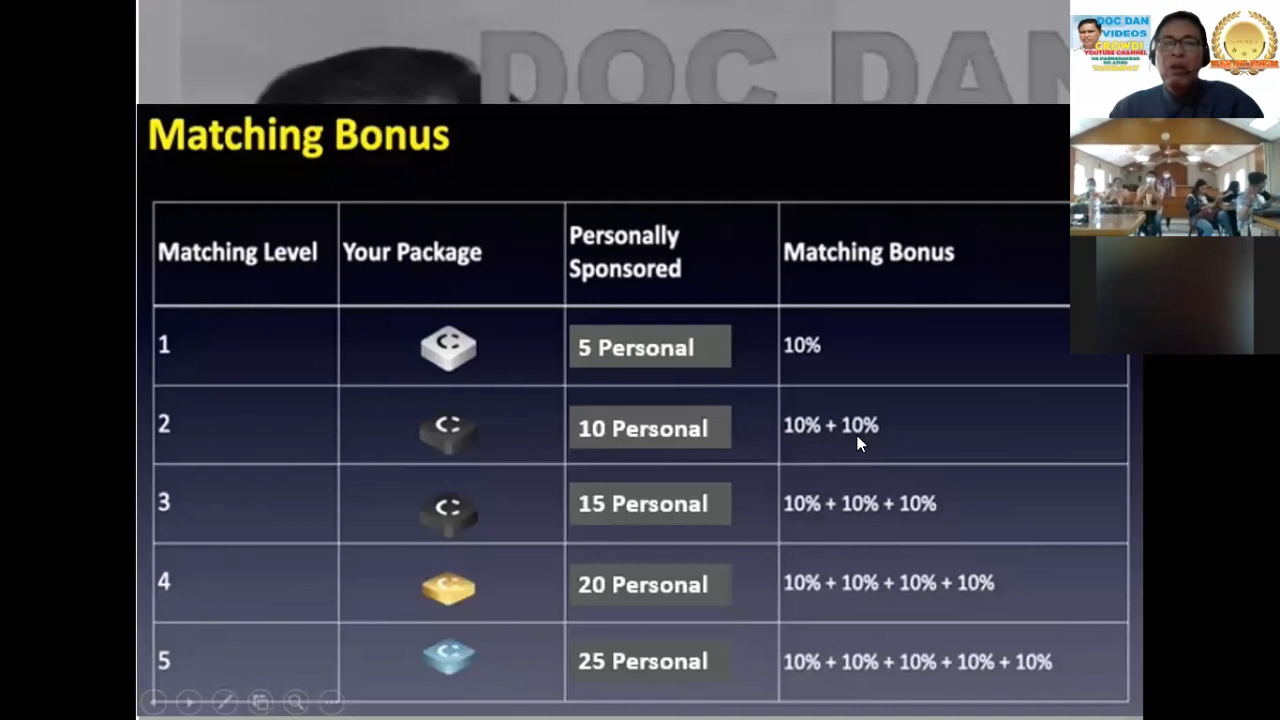 DOC DAN
DOC DAN
VIDEOS
GROWDI
YOUTUBE CHANNEL
Matching Bonus
Matching Level
Your Package
Personally
Sponsored
Matching Bonus
1
5 Personal
10%
2
10 Personal
10% + 10%
3
15 Personal
10% + 10% + 10%
4
20 Personal
10% + 10% + 10% + 10%
5
25 Personal
10% + 10% + 10% + 10% + 10%